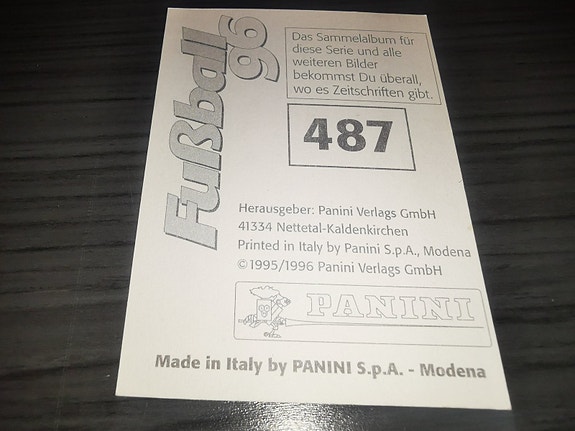 Fußball
96
Das Sammelalbum für
diese Serie und alle
weiteren Bilder
bekommst Du überall,
wo es Zeitschriften gibt.
487
Herausgeber: Panini Verlags GmbH
41334 Nettetal-Kaldenkirchen
Printed in Italy by Panini S.p.A., Modena
©1995/1996 Panini Verlags GmbH
PANINI
Made in Italy by PANINI S.p.A. - Modena